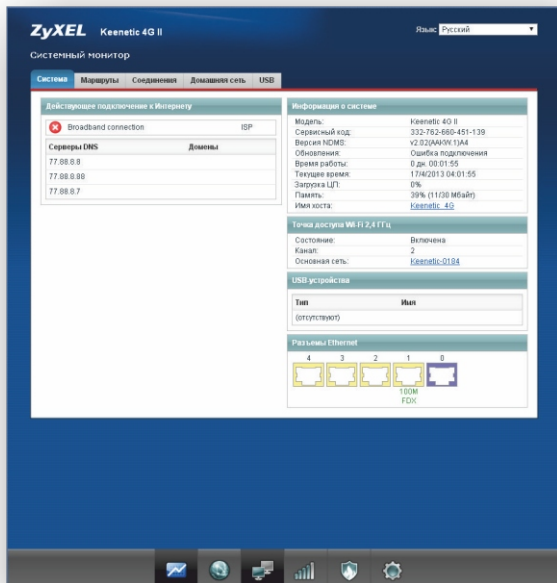 ZyXEL Keenetic 4G II
Язык: Русский
Системный монитор
Система Маршруты Соединения Домашняя сеть USB
Действующее подключение к Интернету
Broadband connection ISP
Серверы DNS Домены
77.88.8.8
77.88.8.88
77.88.8.7
Информация о системе
Модель: Keenetic 4G II
Сервисный код: 332-762-660-451-139
Версия NDMS: v2.02(AAKW.1)A4
Обновления: Ошибка подключения
Время работы: 0 дн. 00:01:55
Текущее время: 17/4/2013 04:01:55
Загрузка ЦП: 0%
Память: 39% (11/30 Мбайт)
Имя хоста: Keenetic_4G
Точка доступа Wi-Fi 2,4 ГГц
Состояние: Включена
Канал: 2
Основная сеть: Keenetic-0184
USB-устройства
Тип Имя
(отсутствуют)
Разъемы Ethernet
4 3 2 1 0
100M
FDX